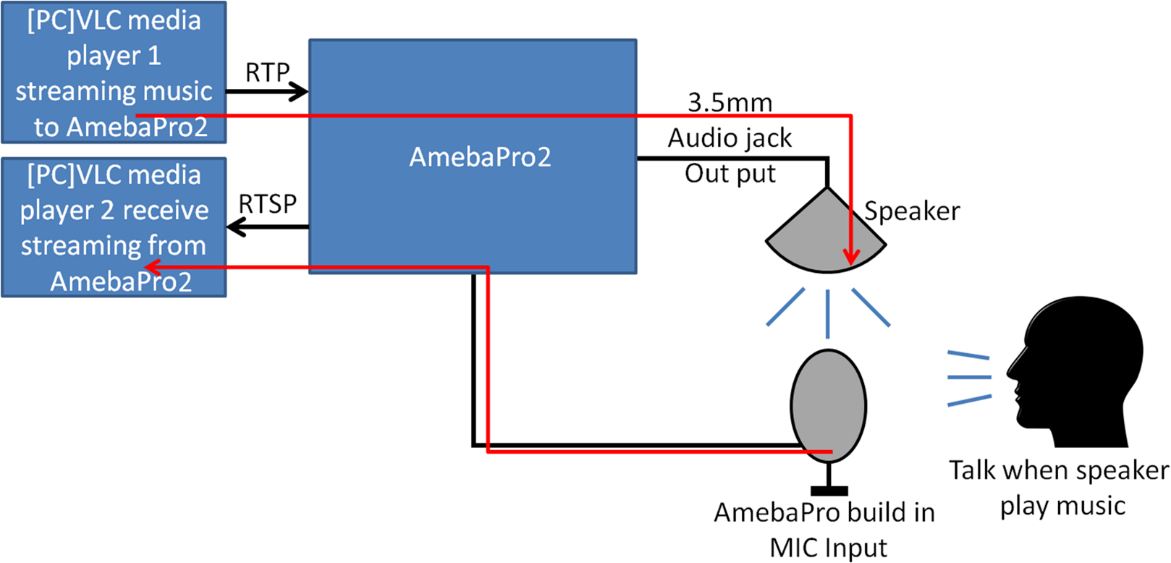 [PC]VLC media
player 1
streaming music
to AmebaPro2
RTP
[PC]VLC media
player 2 receive
streaming from
AmebaPro2
RTSP
AmebaPro2
3.5mm
Audio jack
Out put
Speaker
AmebaPro build in
MIC Input
Talk when speaker
play music